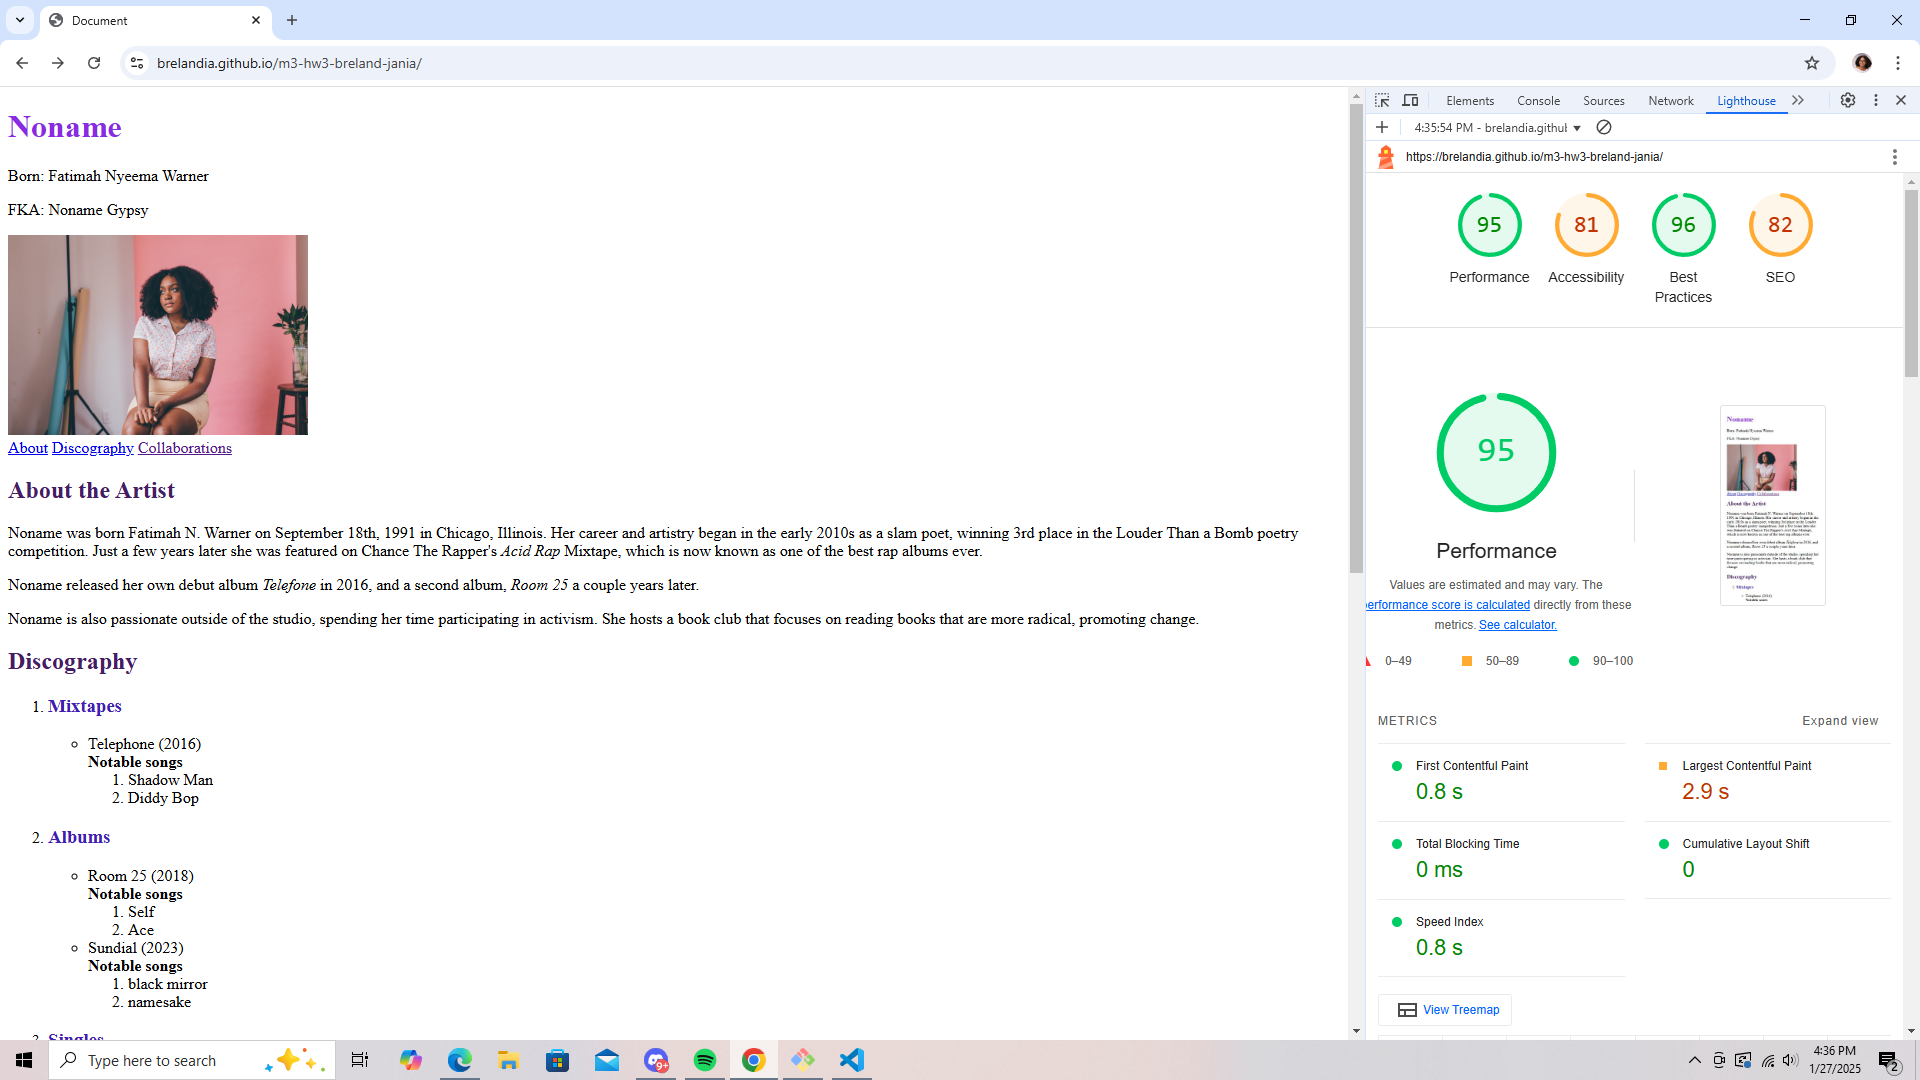 Document
brelandia.github.io/m3-hw3-breland-jania/
Noname
Born: Fatimah Nyeema Warner
FKA: Noname Gypsy
About Discography Collaborations
About the Artist
Noname was born Fatimah N. Warner on September 18th, 1991 in Chicago, Illinois. Her career and artistry began in the early 2010s as a slam poet, winning 3rd place in the Louder Than a Bomb poetry
competition. Just a few years later she was featured on Chance The Rapper's Acid Rap Mixtape, which is now known as one of the best rap albums ever.
Noname released her own debut album Telefone in 2016, and a second album, Room 25 a couple years later.
Noname is also passionate outside of the studio, spending her time participating in activism. She hosts a book club that focuses on reading books that are more radical, promoting change.
Discography
1. Mixtapes
Telephone (2016)
Notable songs
1. Shadow Man
2. Diddy Bop
2. Albums
Room 25 (2018)
Notable songs
1. Self
2. Ace
Sundial (2023)
Notable songs
1. black mirror
2. namesake
3. Singles
Elements Console Sources Network Lighthouse
4:35:54 PM - brelandia.githu
https://brelandia.github.io/m3-hw3-breland-jania/
95 81 96 82
Performance Accessibility Best Practices SEO
95
Performance
Values are estimated and may vary. The
performance score is calculated directly from these
metrics. See calculator.
0–49 50–89 90–100
METRICS Expand view
First Contentful Paint
0.8 s
Largest Contentful Paint
2.9 s
Total Blocking Time
0 ms
Cumulative Layout Shift
0
Speed Index
0.8 s
View Treemap
Type here to search
9+
4:36 PM
1/27/2025
2